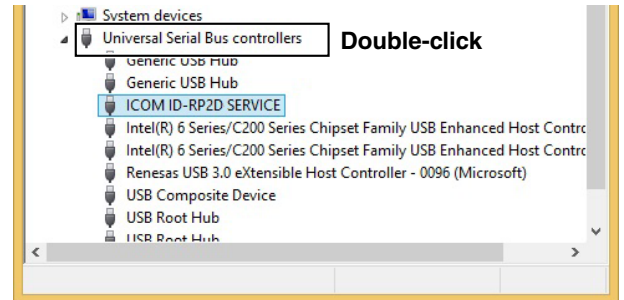 System devices
Universal Serial Bus controllers
Double-click
Generic USB Hub
Generic USB Hub
ICOM ID-RP2D SERVICE
Intel(R) 6 Series/C200 Series Chipset Family USB Enhanced Host Contrc
Intel(R) 6 Series/C200 Series Chipset Family USB Enhanced Host Contrc
Renesas USB 3.0 eXtensible Host Controller - 0096 (Microsoft)
USB Composite Device
USB Root Hub
USB Root Hub